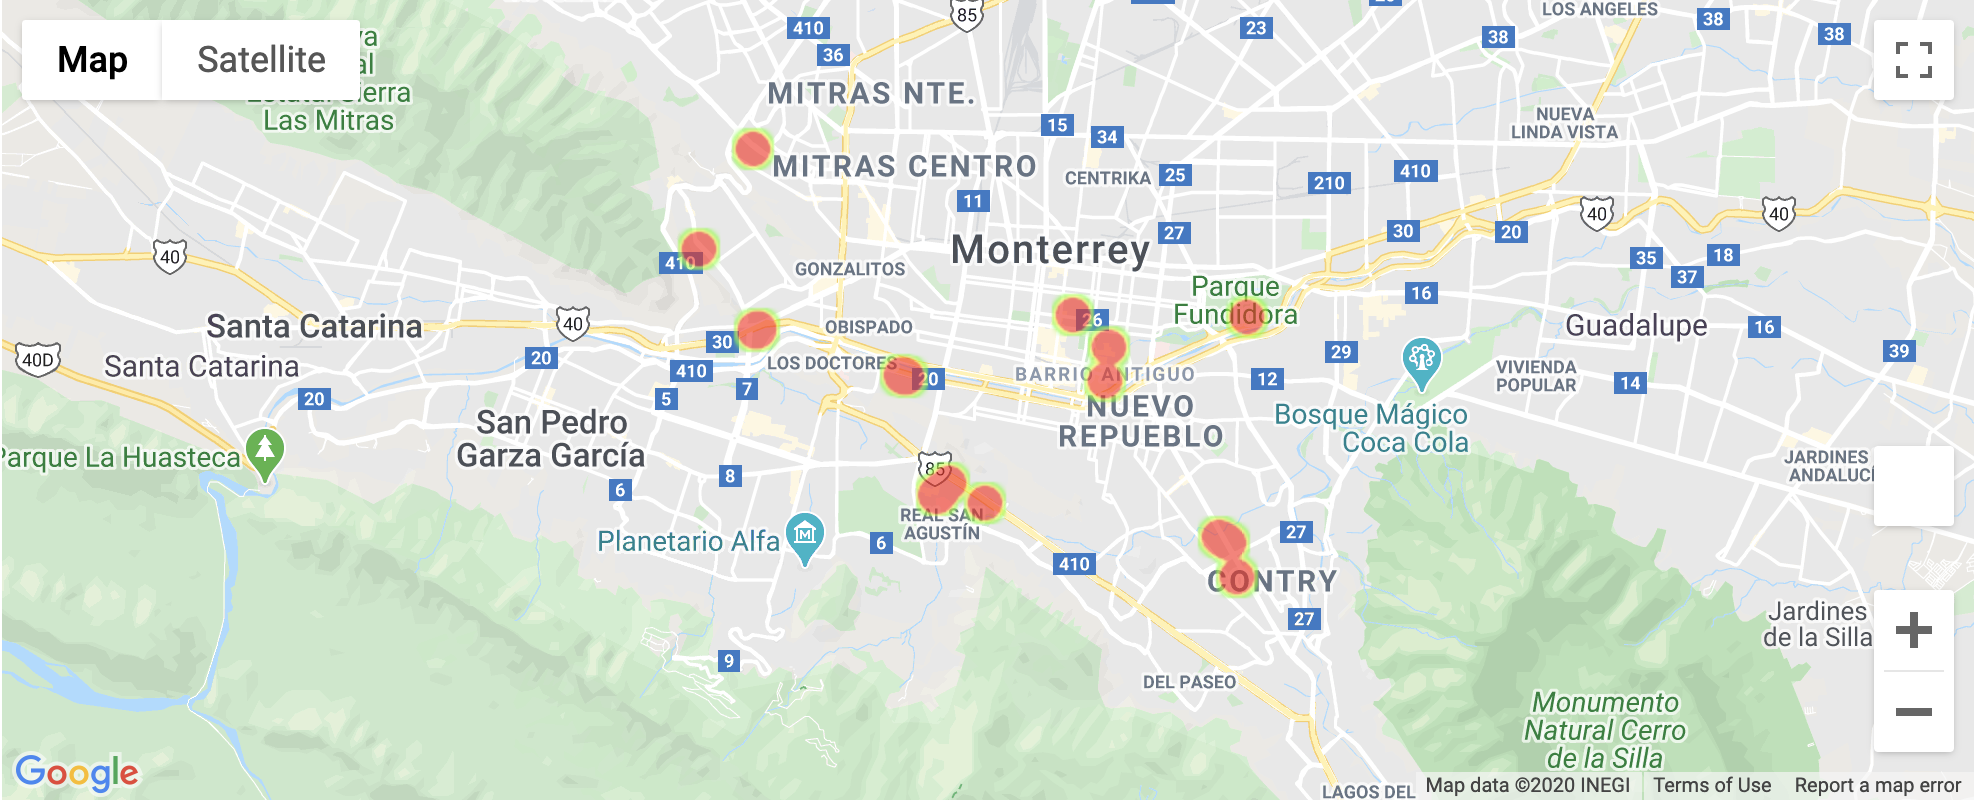 Map
Satellite
Estatal Sierra
Las Mitras
410
36
85
23
LOS ANGELES
38
38
38
MITRAS NTE.
15
34
NUEVA
LINDA VISTA
MITRAS CENTRO
CENTRIKA
25
210
410
11
40
40
Monterrey
27
30
20
40
410
GONZALITOS
35
18
37
Parque
Fundidora
16
Santa Catarina
40
OBISPADO
26
Guadalupe
16
40D
Santa Catarina
20
30
LOS DOCTORES
29
39
410
20
BARRIO ANTIGUO
12
VIVIENDA
POPULAR
14
20
5
7
NUEVO
REPUEBLO
San Pedro
Garza García
Bosque Mágico
Coca Cola
Parque La Huasteca
85
8
6
JARDINES
ANDALUCÍ
REAL SAN
AGUSTÍN
Planetario Alfa
6
27
410
CONTRY
27
Jardines
de la Silla
9
DEL PASEO
Monumento
Natural Cerro
de la Silla
Google
LAGOS DEL
Map data ©2020 INEGI
Terms of Use
Report a map error